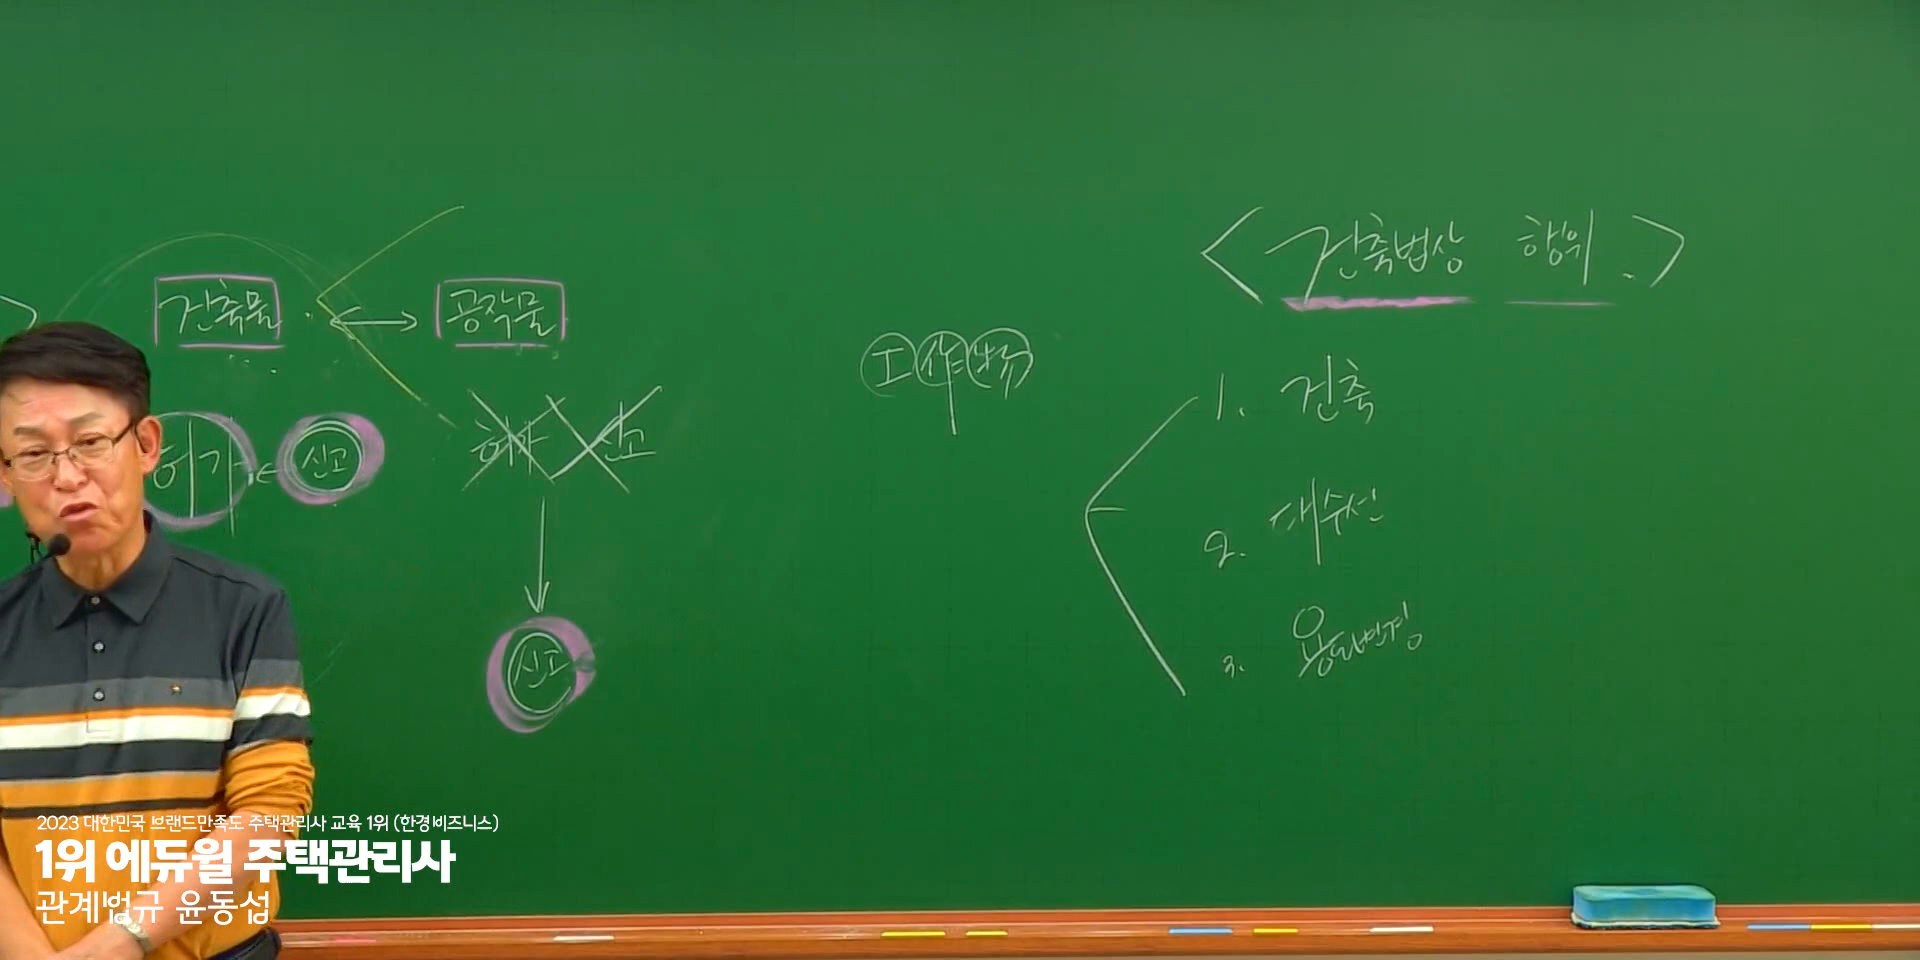 건축물 ↔ 공작물
허가 ← 신고
허가 신고
↓
신고
工作物
<건축법상 행위.>
1. 건축
2. 대수선
3. 용도변경
2023 대한민국 브랜드만족도 주택관리사 교육 1위 (한경비즈니스)
1위 에듀윌 주택관리사
관계법규 윤동섭